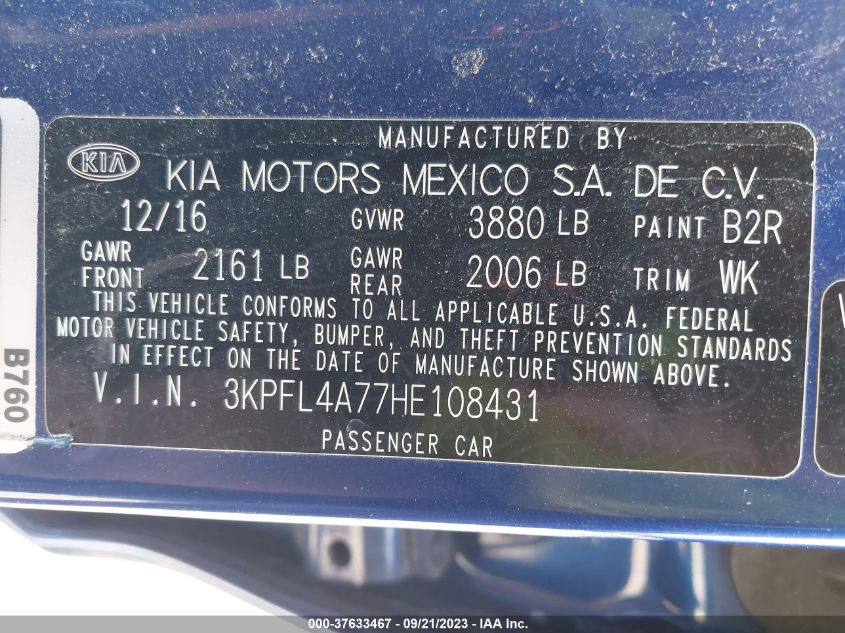 MANUFACTURED BY
KIA KIA MOTORS MEXICO S.A. DE C.V.
12/16 GVWR 3880 LB PAINT B2R
GAWR FRONT 2161 LB GAWR REAR 2006 LB TRIM WK
THIS VEHICLE CONFORMS TO ALL APPLICABLE U.S.A. FEDERAL
MOTOR VEHICLE SAFETY, BUMPER, AND THEFT PREVENTION STANDARDS
IN EFFECT ON THE DATE OF MANUFACTURE SHOWN ABOVE.
V.I.N. 3KPFL4A77HE108431
PASSENGER CAR
B760
000-37633467 - 09/21/2023 - IAA Inc.